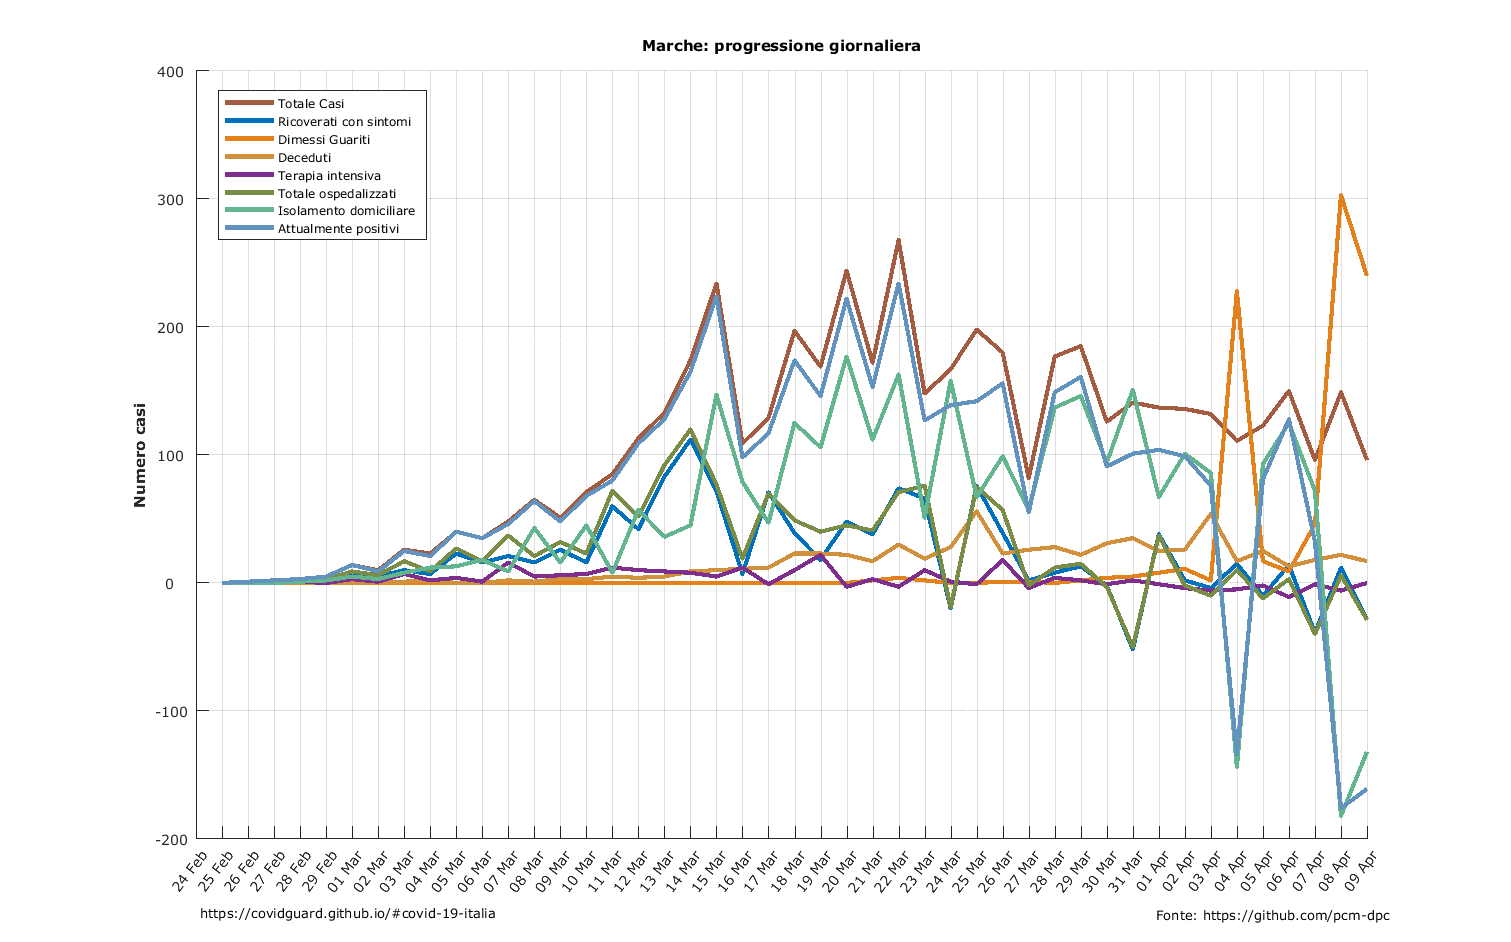 Marche: progressione giornaliera
400
300
200
100
0
-100
-200
Numero casi
Totale Casi
Ricoverati con sintomi
Dimessi Guariti
Deceduti
Terapia intensiva
Totale ospedalizzati
Isolamento domiciliare
Attualmente positivi
24 Feb
25 Feb
26 Feb
27 Feb
28 Feb
29 Feb
01 Mar
02 Mar
03 Mar
04 Mar
05 Mar
06 Mar
07 Mar
08 Mar
09 Mar
10 Mar
11 Mar
12 Mar
13 Mar
14 Mar
15 Mar
16 Mar
17 Mar
18 Mar
19 Mar
20 Mar
21 Mar
22 Mar
23 Mar
24 Mar
25 Mar
26 Mar
27 Mar
28 Mar
29 Mar
30 Mar
31 Mar
01 Apr
02 Apr
03 Apr
04 Apr
05 Apr
06 Apr
07 Apr
08 Apr
09 Apr
https://covidguard.github.io/#covid-19-italia
Fonte: https://github.com/pcm-dpc